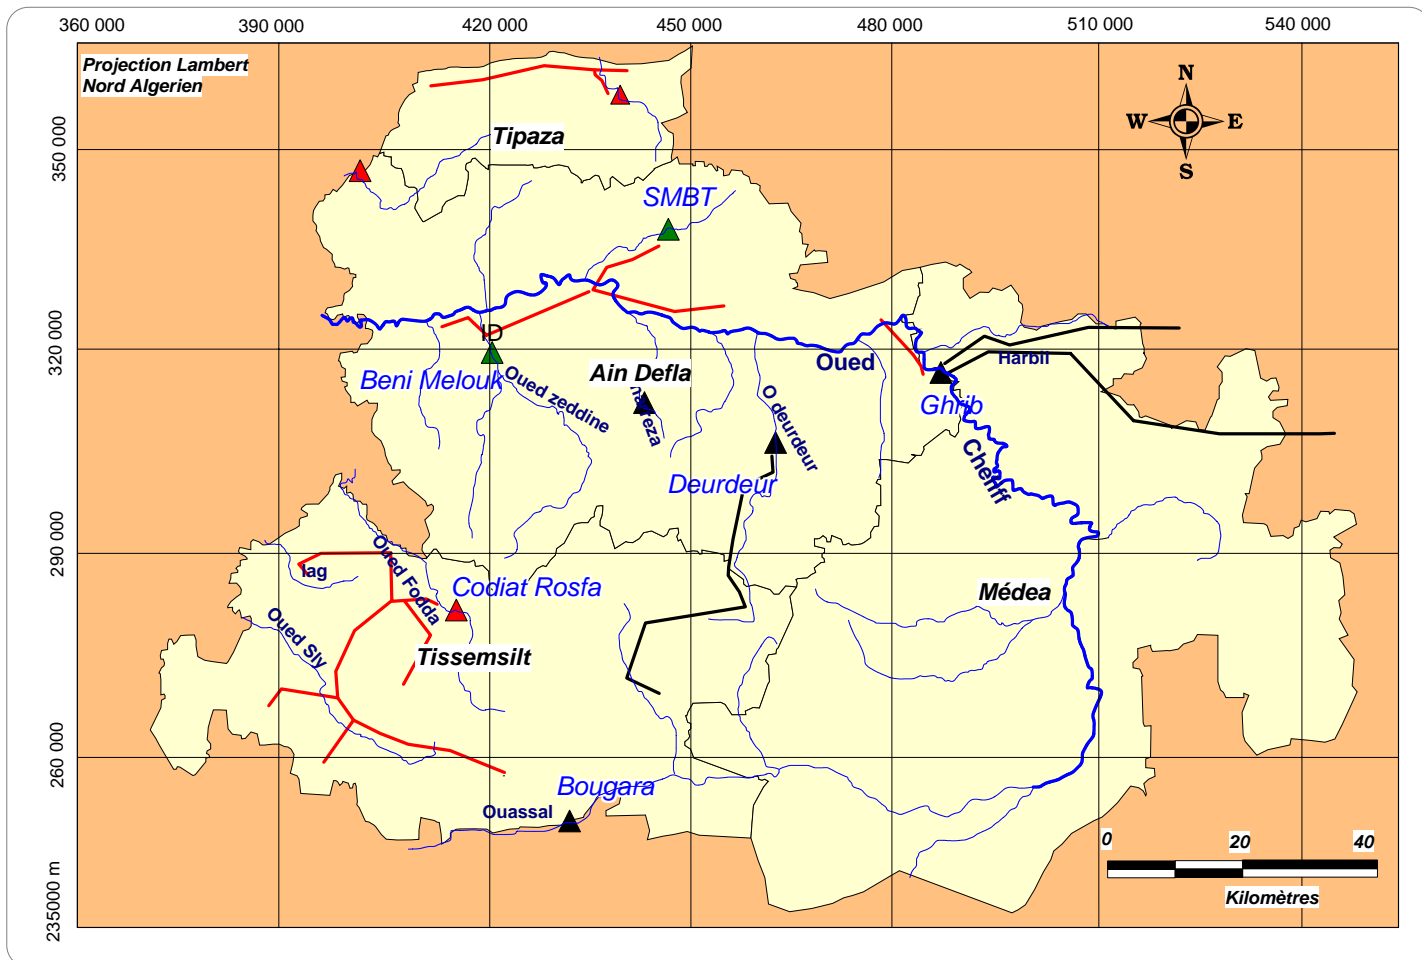 360 000
390 000
420 000
450 000
480 000
510 000
540 000
Projection Lambert
Nord Algerien
N
W
E
S
350 000
Tipaza
SMBT
320 000
ID
Beni Melouk
Oued zeddine
Ain Defla
O deurdeur
Oued
Harbil
Ghrib
Cheliff
Deurdeur
290 000
Iag
Oued Fodda
Codiat Rosfa
Oued Sly
Tissemsilt
Médea
260 000
Bougara
Ouassal
0
20
40
Kilomètres
235000 m